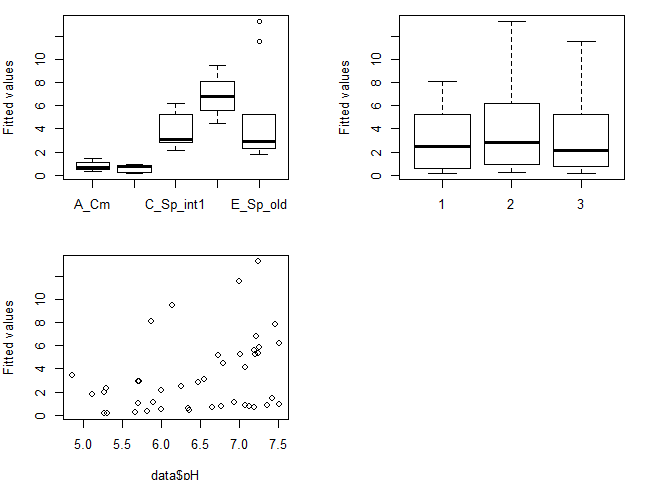 Fitted values
0 2 4 6 8 10
A_Cm C_Sp_int1 E_Sp_old
Fitted values
0 2 4 6 8 10
1 2 3
Fitted values
0 2 4 6 8 10
5.0 5.5 6.0 6.5 7.0 7.5
data$pH